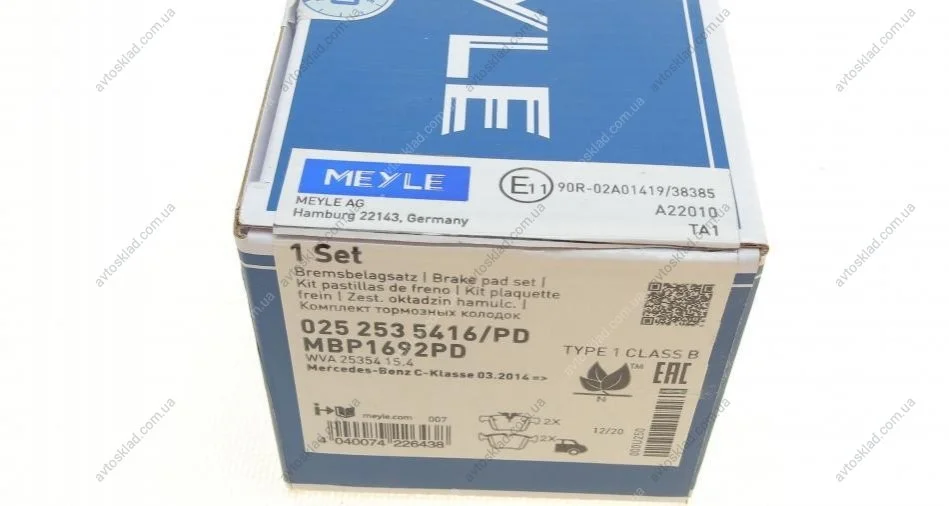 YLE
MEYLE
MEYLE AG
Hamburg 22143, Germany
E11 90R-02A01419/38385
A22010
TA1
1 Set
Bremsbelagsatz | Brake pad set |
Kit pastillas de freno | Kit plaquette
frein | Zest. okładzin hamulc. |
Комплект тормозных колодок
025 253 5416/PD
MBP1692PD
WVA 25354 15.4
Mercedes-Benz C-Klasse 03.2014=>
TYPE 1 CLASS B
TM
N
EAC
i
meyle.com 007
4 040074 226438
2X
2X
12/20
000U250
avtosklad.com.ua